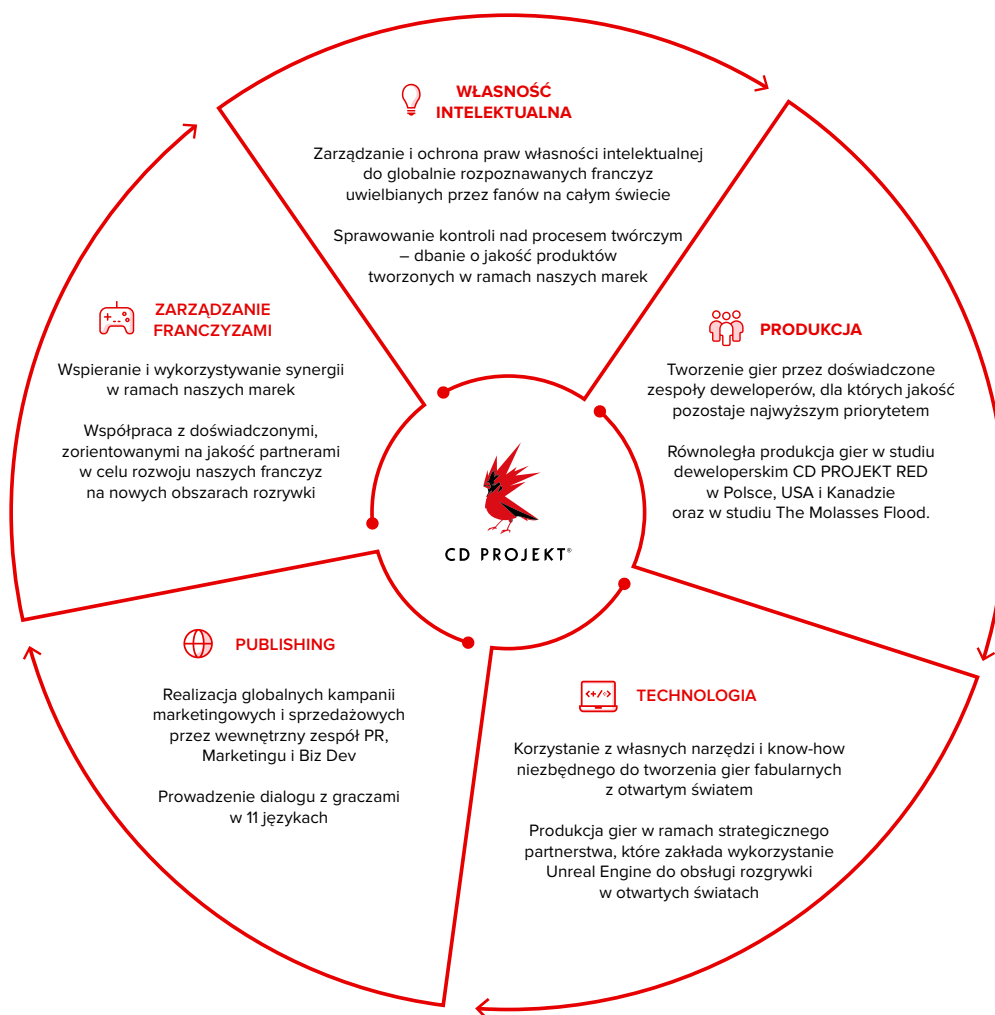 WŁASNOŚĆ
INTELEKTUALNA
Zarządzanie i ochrona praw własności intelektualnej
do globalnie rozpoznawanych franczyz
uwielbianych przez fanów na całym świecie
Sprawowanie kontroli nad procesem twórczym
– dbanie o jakość produktów
tworzonych w ramach naszych marek
PRODUKCJA
Tworzenie gier przez doświadczone
zespoły deweloperów, dla których jakość
pozostaje najwyższym priorytetem
Równoległa produkcja gier w studiu
deweloperskim CD PROJEKT RED
w Polsce, USA i Kanadzie
oraz w studiu The Molasses Flood.
TECHNOLOGIA
Korzystanie z własnych narzędzi i know-how
niezbędnego do tworzenia gier fabularnych
z otwartym światem
Produkcja gier w ramach strategicznego
partnerstwa, które zakłada wykorzystanie
Unreal Engine do obsługi rozgrywki
w otwartych światach
PUBLISHING
Realizacja globalnych kampanii
marketingowych i sprzedażowych
przez wewnętrzny zespół PR,
Marketingu i Biz Dev
Prowadzenie dialogu z graczami
w 11 językach
ZARZĄDZANIE
FRANCZYZAMI
Wspieranie i wykorzystywanie synergii
w ramach naszych marek
Współpraca z doświadczonymi,
zorientowanymi na jakość partnerami
w celu rozwoju naszych franczyz
na nowych obszarach rozrywki
CD PROJEKT®